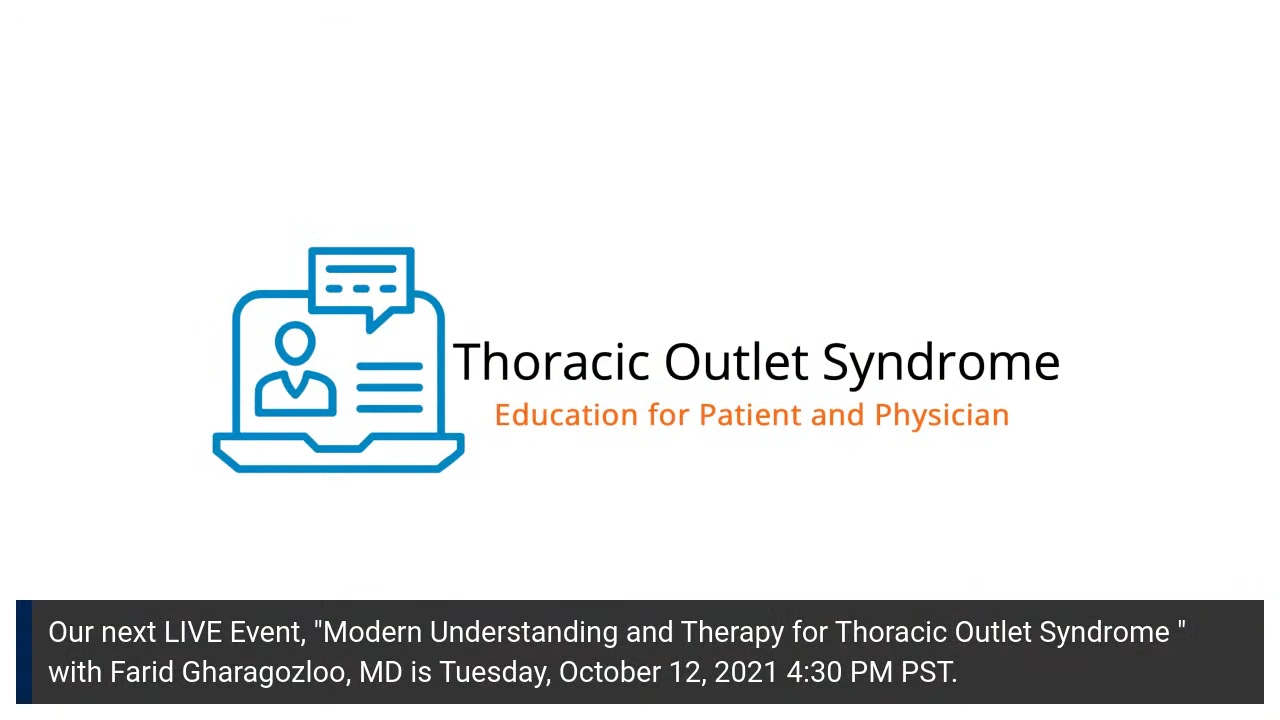 Thoracic Outlet Syndrome
Education for Patient and Physician
Our next LIVE Event, "Modern Understanding and Therapy for Thoracic Outlet Syndrome "
with Farid Gharagozloo, MD is Tuesday, October 12, 2021 4:30 PM PST.